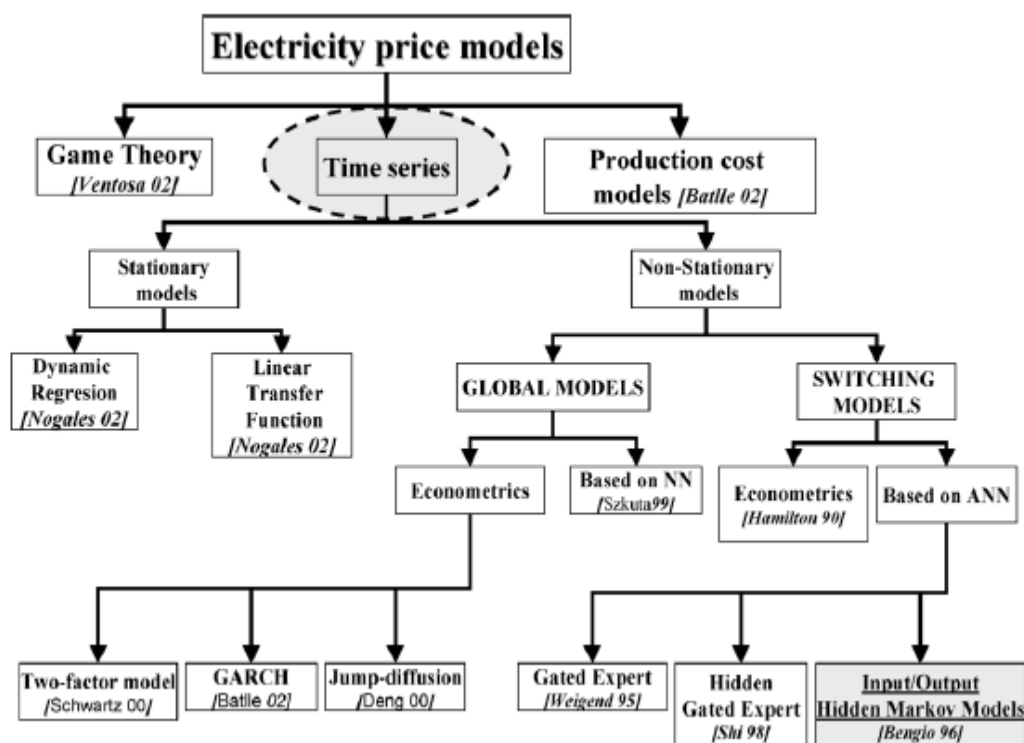 Electricity price models
Game Theory
[Ventosa 02]
Time series
Production cost
models [Batlle 02]
Stationary
models
Non-Stationary
models
Dynamic
Regresion
[Nogales 02]
Linear
Transfer
Function
[Nogales 02]
GLOBAL MODELS
SWITCHING
MODELS
Econometrics
Based on NN
[Szkuta99]
Econometrics
[Hamilton 90]
Based on ANN
Two-factor model
[Schwartz 00]
GARCH
[Batlle 02]
Jump-diffusion
[Deng 00]
Gated Expert
[Weigend 95]
Hidden
Gated Expert
[Shi 98]
Input/Output
Hidden Markov Models
[Bengio 96]